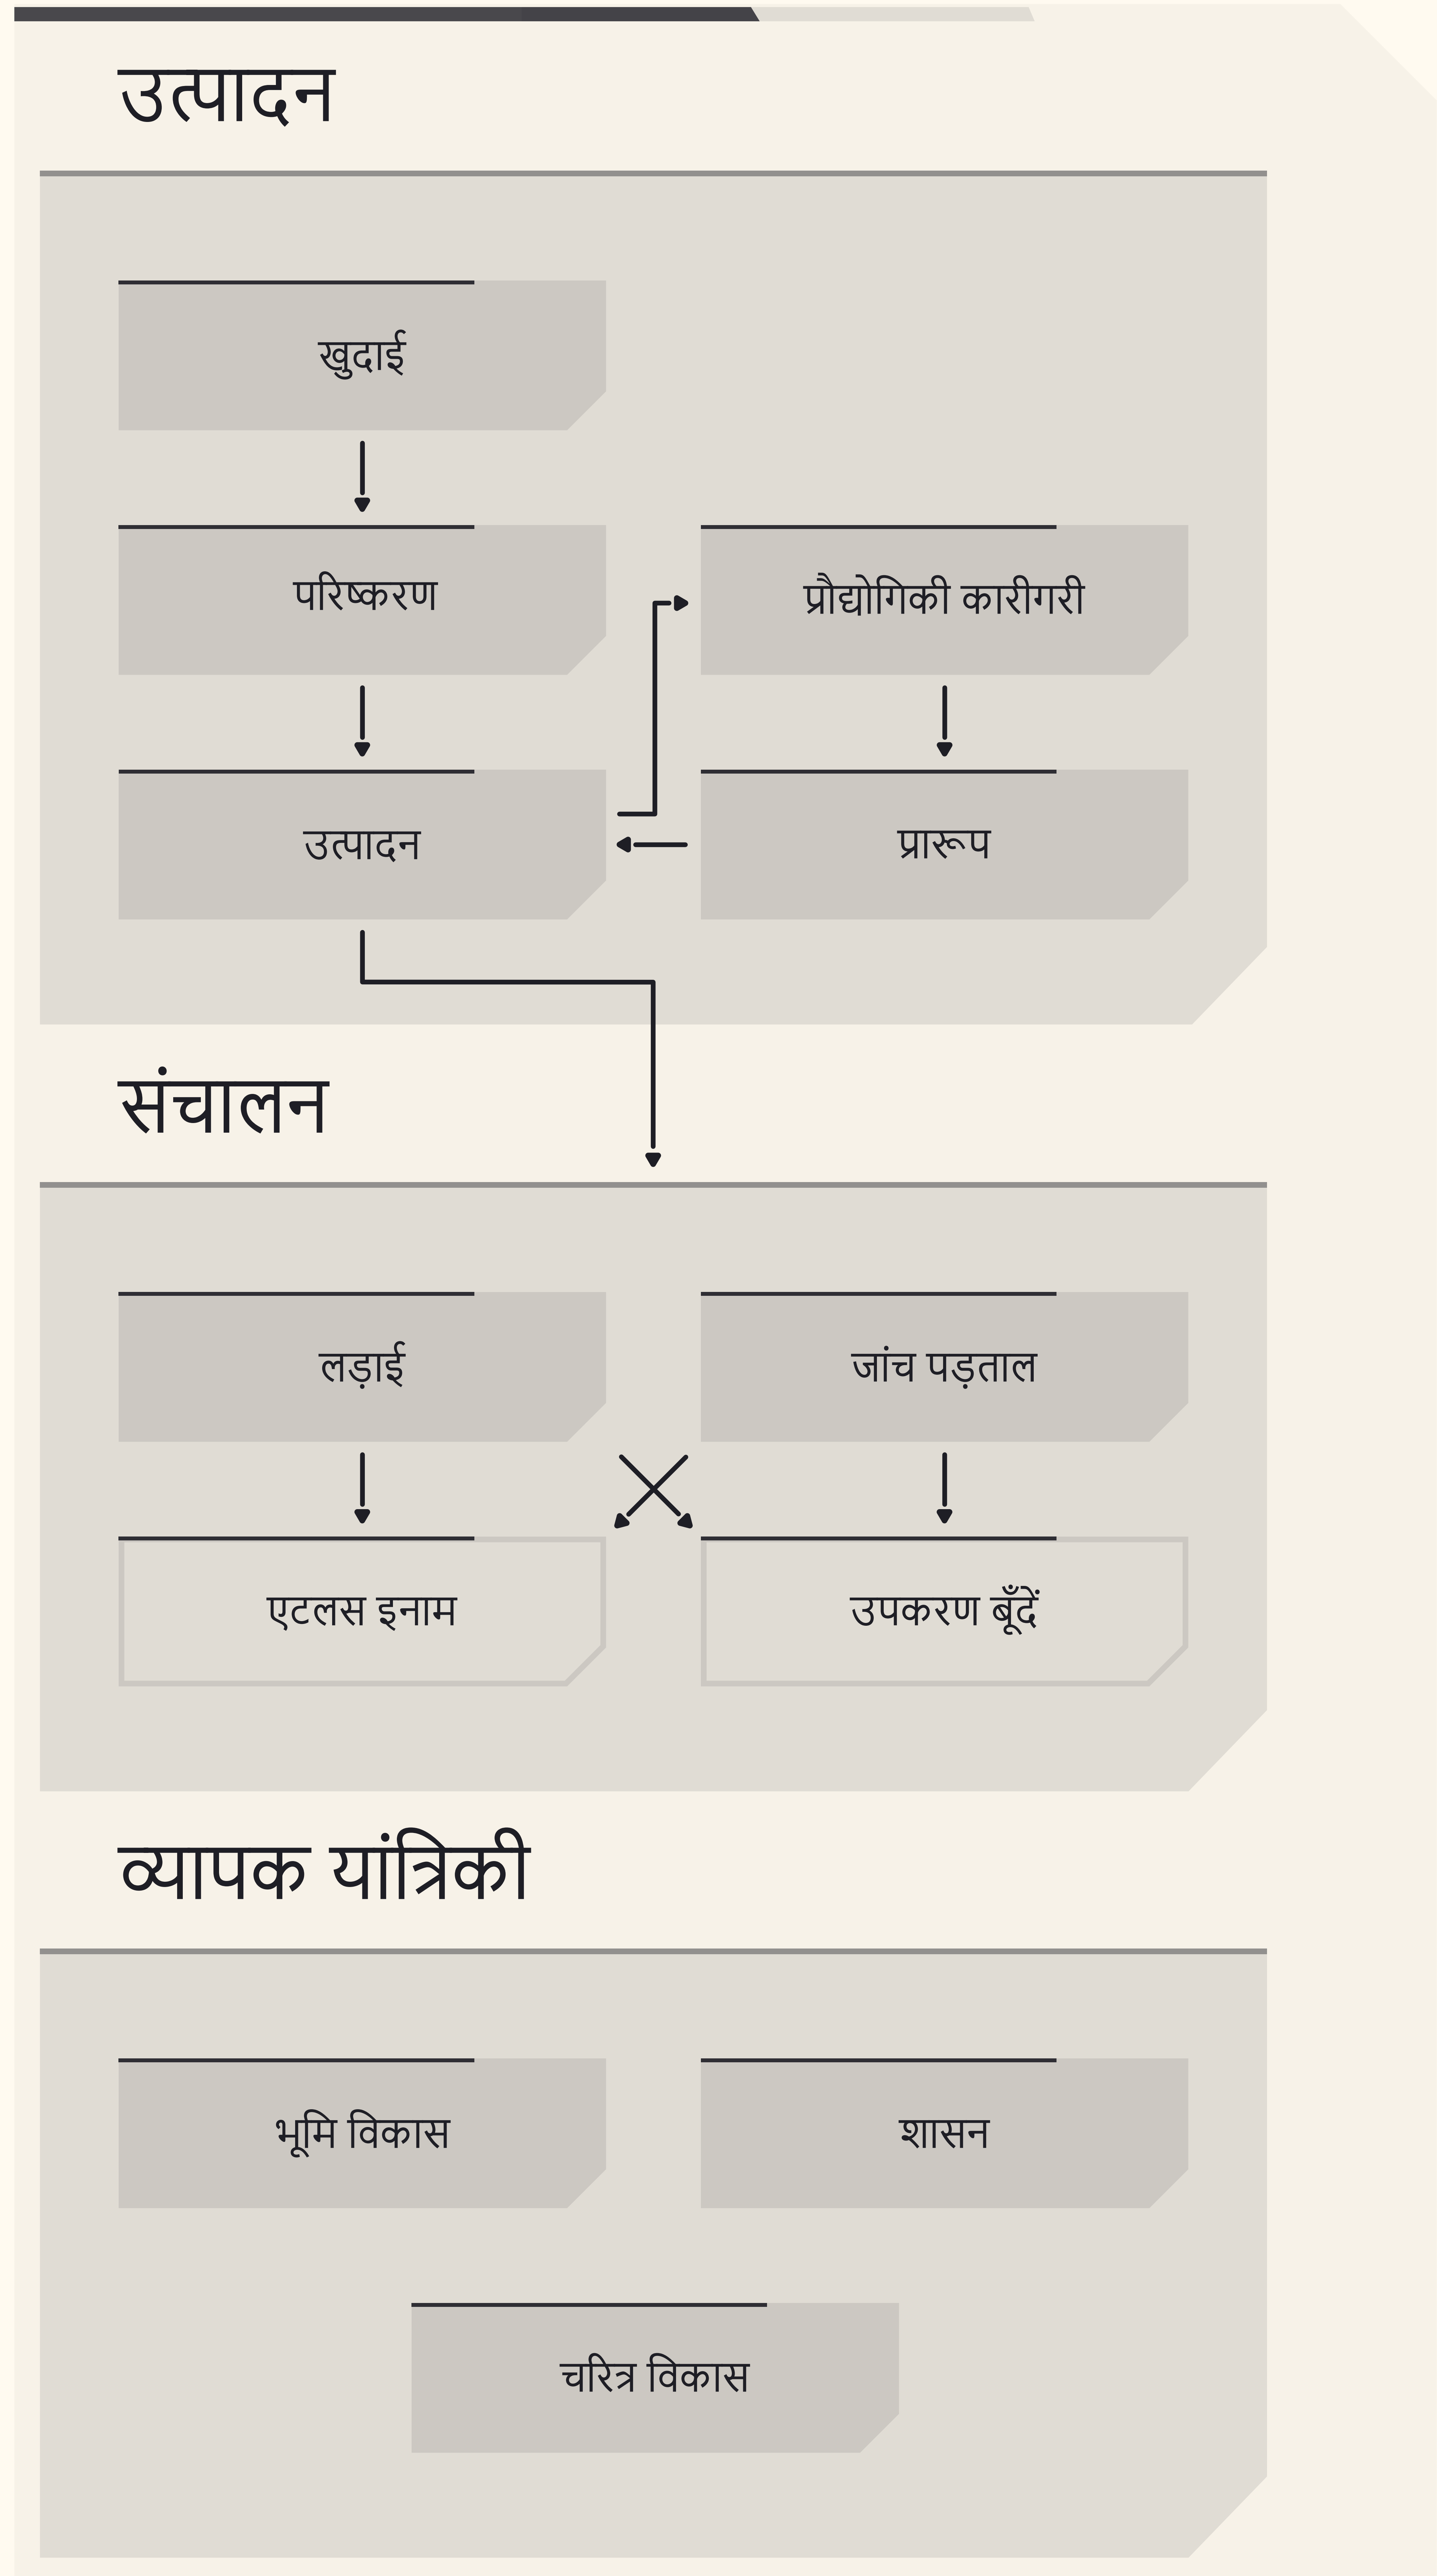 उत्पादन
खुदाई
परिष्करण
प्रौद्योगिकी कारीगरी
उत्पादन
प्रारूप
संचालन
लड़ाई
जांच पड़ताल
एटलस इनाम
उपकरण बूँदें
व्यापक यांत्रिकी
भूमि विकास
शासन
चरित्र विकास